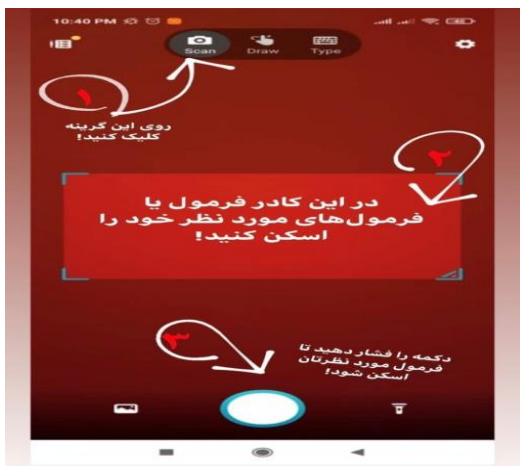 10:40 PM
Scan
Draw
Type
۱
روی این گرینه
کلیک کنید!
۲
در این کادر فرمول یا
فرمول‌های مورد نظر خود را
اسکن کنید!
۳
دکمه را فشار دهید تا
فرمول مورد نظرتان
اسکن شود!